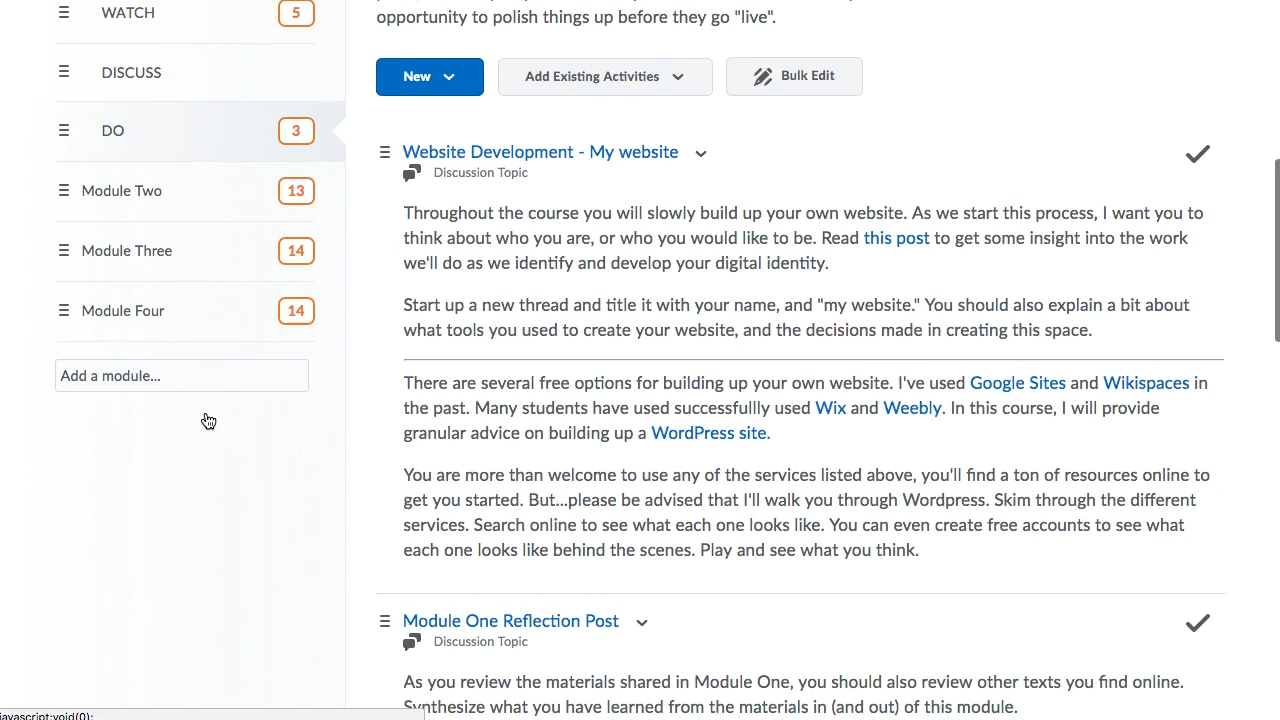 WATCH
5
DISCUSS
DO
3
Module Two
13
Module Three
14
Module Four
14
Add a module...
opportunity to polish things up before they go "live".
New
Add Existing Activities
Bulk Edit
Website Development - My website
Discussion Topic
Throughout the course you will slowly build up your own website. As we start this process, I want you to
think about who you are, or who you would like to be. Read this post to get some insight into the work
we'll do as we identify and develop your digital identity.
Start up a new thread and title it with your name, and "my website." You should also explain a bit about
what tools you used to create your website, and the decisions made in creating this space.
There are several free options for building up your own website. I've used Google Sites and Wikispaces in
the past. Many students have used successfullly used Wix and Weebly. In this course, I will provide
granular advice on building up a WordPress site.
You are more than welcome to use any of the services listed above, you'll find a ton of resources online to
get you started. But...please be advised that I'll walk you through Wordpress. Skim through the different
services. Search online to see what each one looks like. You can even create free accounts to see what
each one looks like behind the scenes. Play and see what you think.
Module One Reflection Post
Discussion Topic
As you review the materials shared in Module One, you should also review other texts you find online.
Synthesize what you have learned from the materials in (and out) of this module.
javascript:void(0);